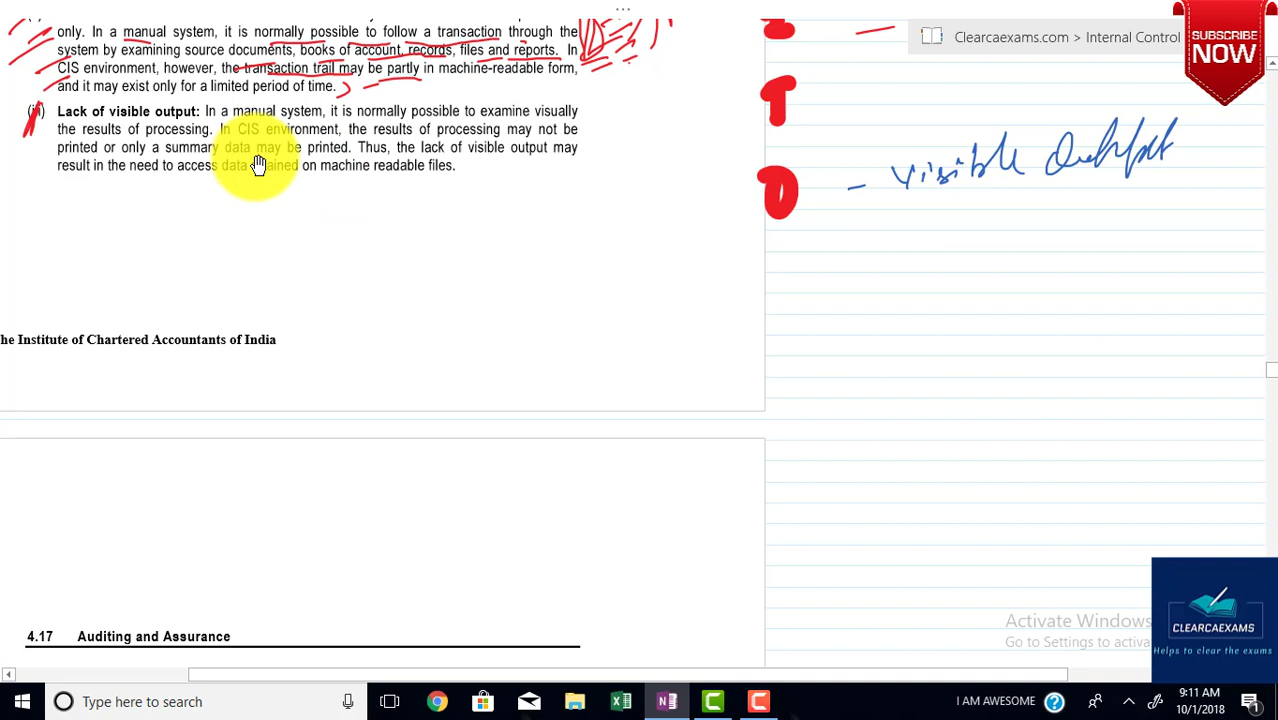 only. In a manual system, it is normally possible to follow a transaction through the
system by examining source documents, books of account, records, files and reports. In
CIS environment, however, the transaction trail may be partly in machine-readable form,
and it may exist only for a limited period of time.
Lack of visible output: In a manual system, it is normally possible to examine visually
the results of processing. In CIS environment, the results of processing may not be
printed or only a summary data may be printed. Thus, the lack of visible output may
result in the need to access data retained on machine readable files.
he Institute of Chartered Accountants of India
4.17 Auditing and Assurance
I
T
O
- visible Output
Clearcaexams.com > Internal Control
SUBSCRIBE
NOW
Activate Windows
Go to Settings to activa
CLEARCAEXAMS
Helps to clear the exams
Type here to search
I AM AWESOME
9:11 AM
10/1/2018
1